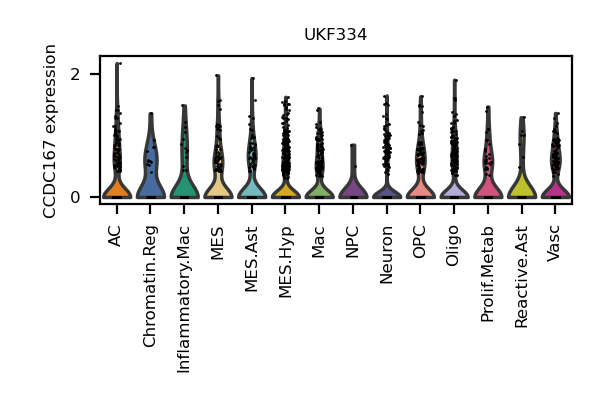 UKF334
CCDC167 expression
2
0
AC
Chromatin.Reg
Inflammatory.Mac
MES
MES.Ast
MES.Hyp
Mac
NPC
Neuron
OPC
Oligo
Prolif.Metab
Reactive.Ast
Vasc